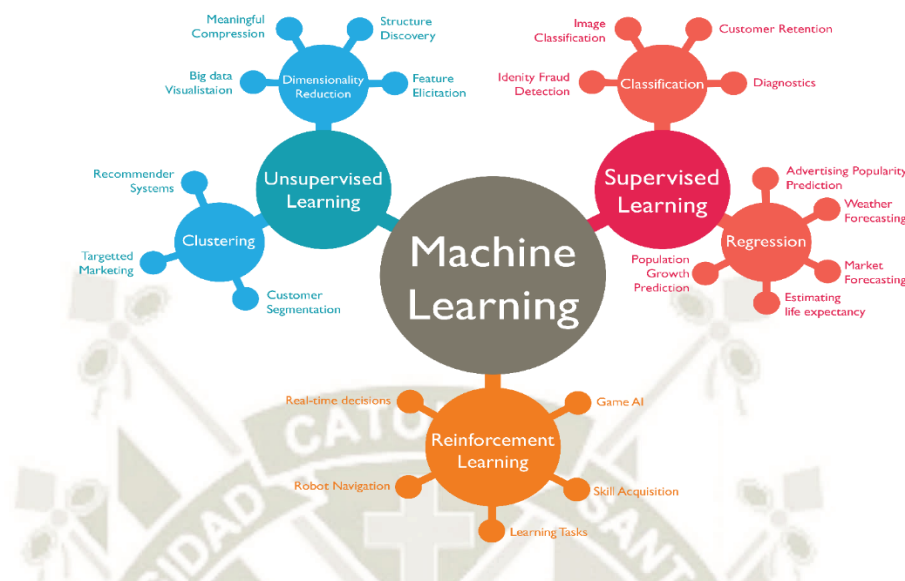 Meaningful
Compression
Structure
Discovery
Big data
Visualistaion
Dimensionality
Reduction
Feature
Elicitation
Image
Classification
Customer Retention
Idenity Fraud
Detection
Classification
Diagnostics
Unsupervised
Learning
Supervised
Learning
Recommender
Systems
Clustering
Targetted
Marketing
Customer
Segmentation
Machine
Learning
Advertising Popularity
Prediction
Weather
Forecasting
Regression
Population
Growth
Prediction
Market
Forecasting
Estimating
life expectancy
Real-time decisions
Game AI
Reinforcement
Learning
Robot Navigation
Skill Acquisition
Learning Tasks
CATOL
SIDAD
SANT